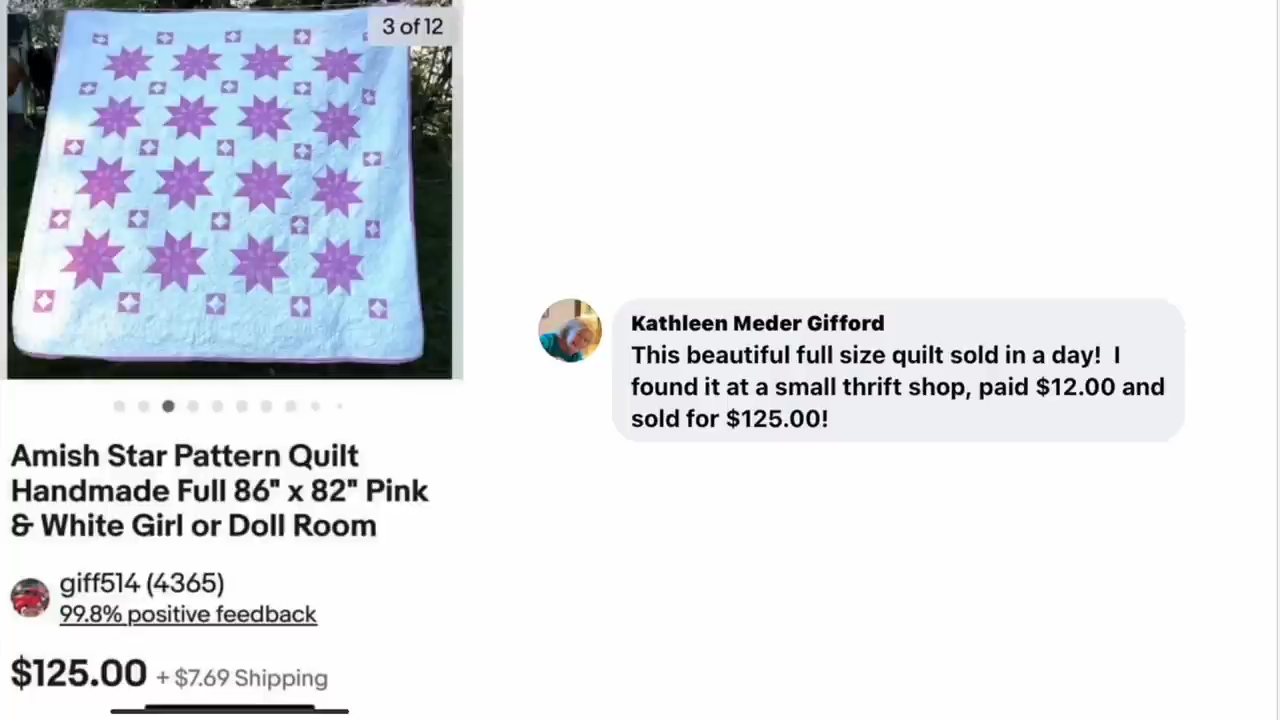 3 of 12
Amish Star Pattern Quilt
Handmade Full 86" x 82" Pink
& White Girl or Doll Room
giff514 (4365)
99.8% positive feedback
$125.00 + $7.69 Shipping
Kathleen Meder Gifford
This beautiful full size quilt sold in a day! I
found it at a small thrift shop, paid $12.00 and
sold for $125.00!